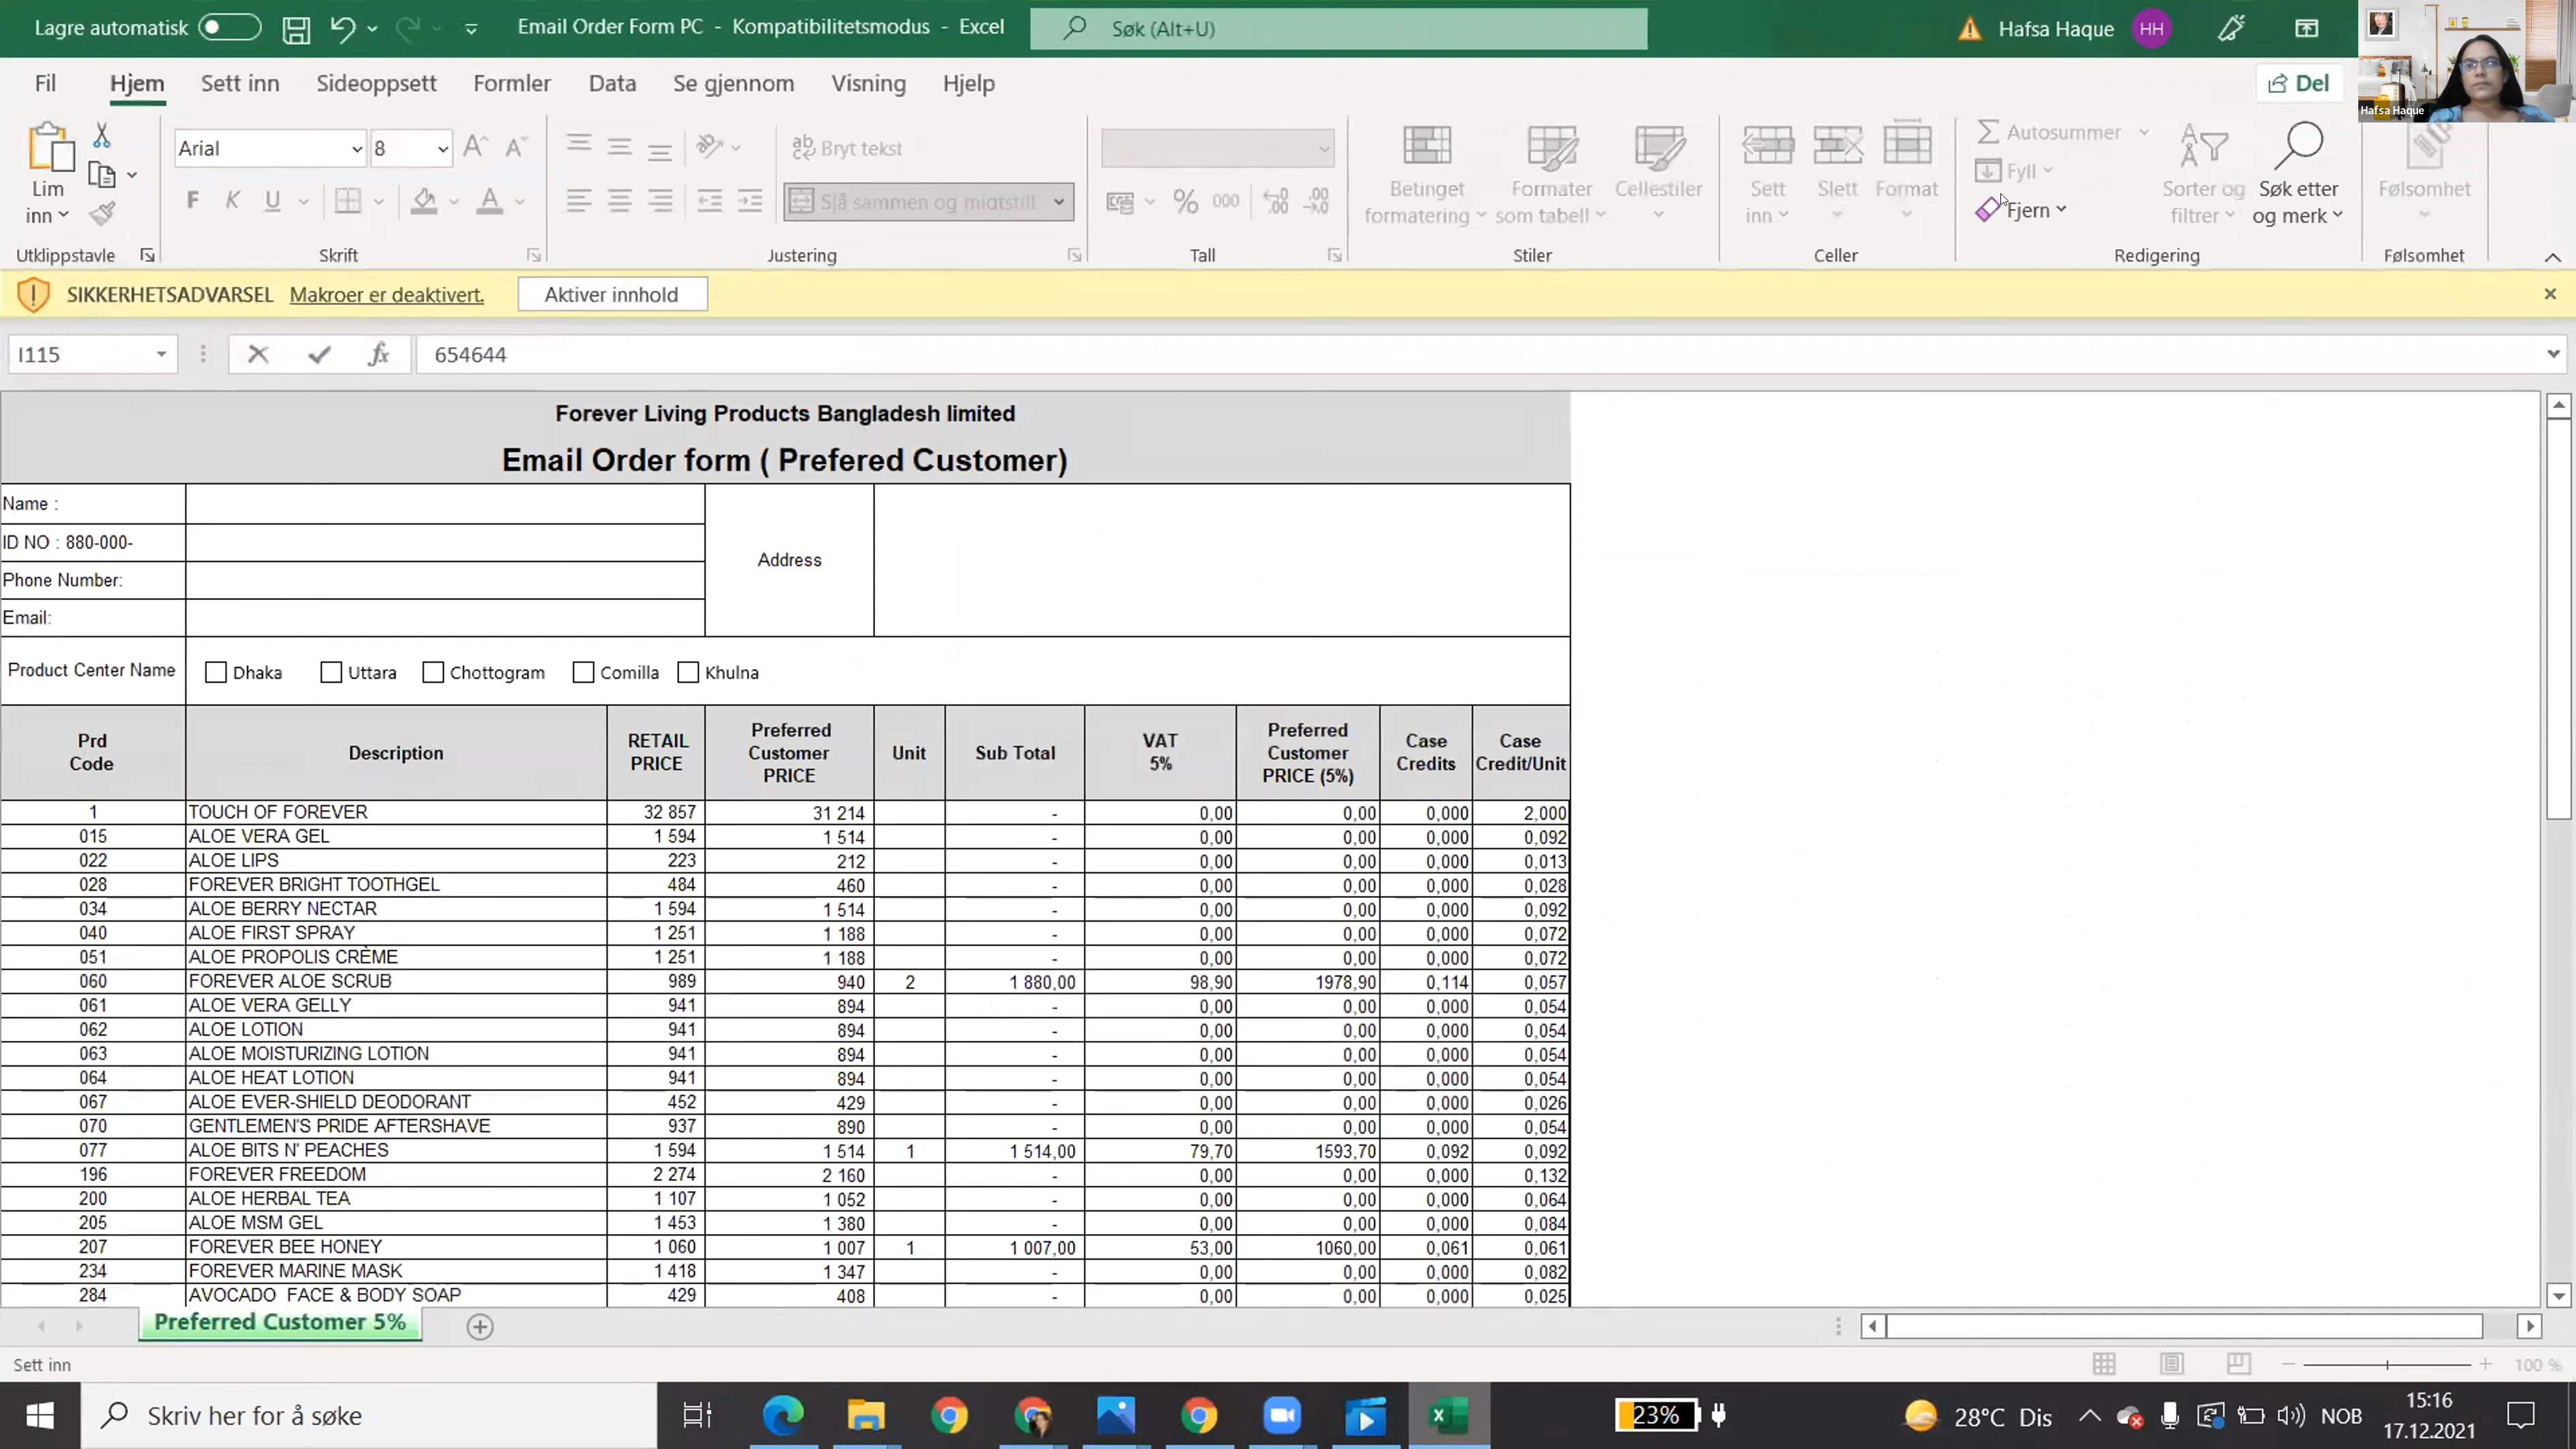 Lagre automatisk
Email Order Form PC - Kompatibilitetsmodus - Excel
Søk (Alt+U)
Hafsa Haque HH
Fil Hjem Sett inn Sideoppsett Formler Data Se gjennom Visning Hjelp
Del
Hafsa Haque
Lim inn
Arial 8
F K U
Bryt tekst
Slå sammen og midtstill
% 000
Betinget formatering
Formater som tabell
Cellestiler
Sett inn
Slett
Format
Autosummer
Fyll
Fjern
Sorter og filtrer
Søk etter og merk
Følsomhet
Utklippstavle Skrift Justering Tall Stiler Celler Redigering Følsomhet
SIKKERHETSADVARSEL Makroer er deaktivert. Aktiver innhold
I115 fx 654644
Forever Living Products Bangladesh limited
Email Order form ( Prefered Customer)
Name :
ID NO : 880-000-
Phone Number:
Email:
Address
Product Center Name Dhaka Uttara Chottogram Comilla Khulna
Prd Code Description RETAIL PRICE Preferred Customer PRICE Unit Sub Total VAT 5% Preferred Customer PRICE (5%) Case Credits Case Credit/Unit
1 TOUCH OF FOREVER 32 857 31 214 - 0,00 0,00 0,000 2,000
015 ALOE VERA GEL 1 594 1 514 - 0,00 0,00 0,000 0,092
022 ALOE LIPS 223 212 - 0,00 0,00 0,000 0,013
028 FOREVER BRIGHT TOOTHGEL 484 460 - 0,00 0,00 0,000 0,028
034 ALOE BERRY NECTAR 1 594 1 514 - 0,00 0,00 0,000 0,092
040 ALOE FIRST SPRAY 1 251 1 188 - 0,00 0,00 0,000 0,072
051 ALOE PROPOLIS CRÈME 1 251 1 188 - 0,00 0,00 0,000 0,072
060 FOREVER ALOE SCRUB 989 940 2 1 880,00 98,90 1978,90 0,114 0,057
061 ALOE VERA GELLY 941 894 - 0,00 0,00 0,000 0,054
062 ALOE LOTION 941 894 - 0,00 0,00 0,000 0,054
063 ALOE MOISTURIZING LOTION 941 894 - 0,00 0,00 0,000 0,054
064 ALOE HEAT LOTION 941 894 - 0,00 0,00 0,000 0,054
067 ALOE EVER-SHIELD DEODORANT 452 429 - 0,00 0,00 0,000 0,026
070 GENTLEMEN'S PRIDE AFTERSHAVE 937 890 - 0,00 0,00 0,000 0,054
077 ALOE BITS N' PEACHES 1 594 1 514 1 1 514,00 79,70 1593,70 0,092 0,092
196 FOREVER FREEDOM 2 274 2 160 - 0,00 0,00 0,000 0,132
200 ALOE HERBAL TEA 1 107 1 052 - 0,00 0,00 0,000 0,064
205 ALOE MSM GEL 1 453 1 380 - 0,00 0,00 0,000 0,084
207 FOREVER BEE HONEY 1 060 1 007 1 1 007,00 53,00 1060,00 0,061 0,061
234 FOREVER MARINE MASK 1 418 1 347 - 0,00 0,00 0,000 0,082
284 AVOCADO FACE & BODY SOAP 429 408 - 0,00 0,00 0,000 0,025
Preferred Customer 5%
Sett inn
100 %
Skriv her for å søke
23%
28°C Dis
NOB
15:16
17.12.2021